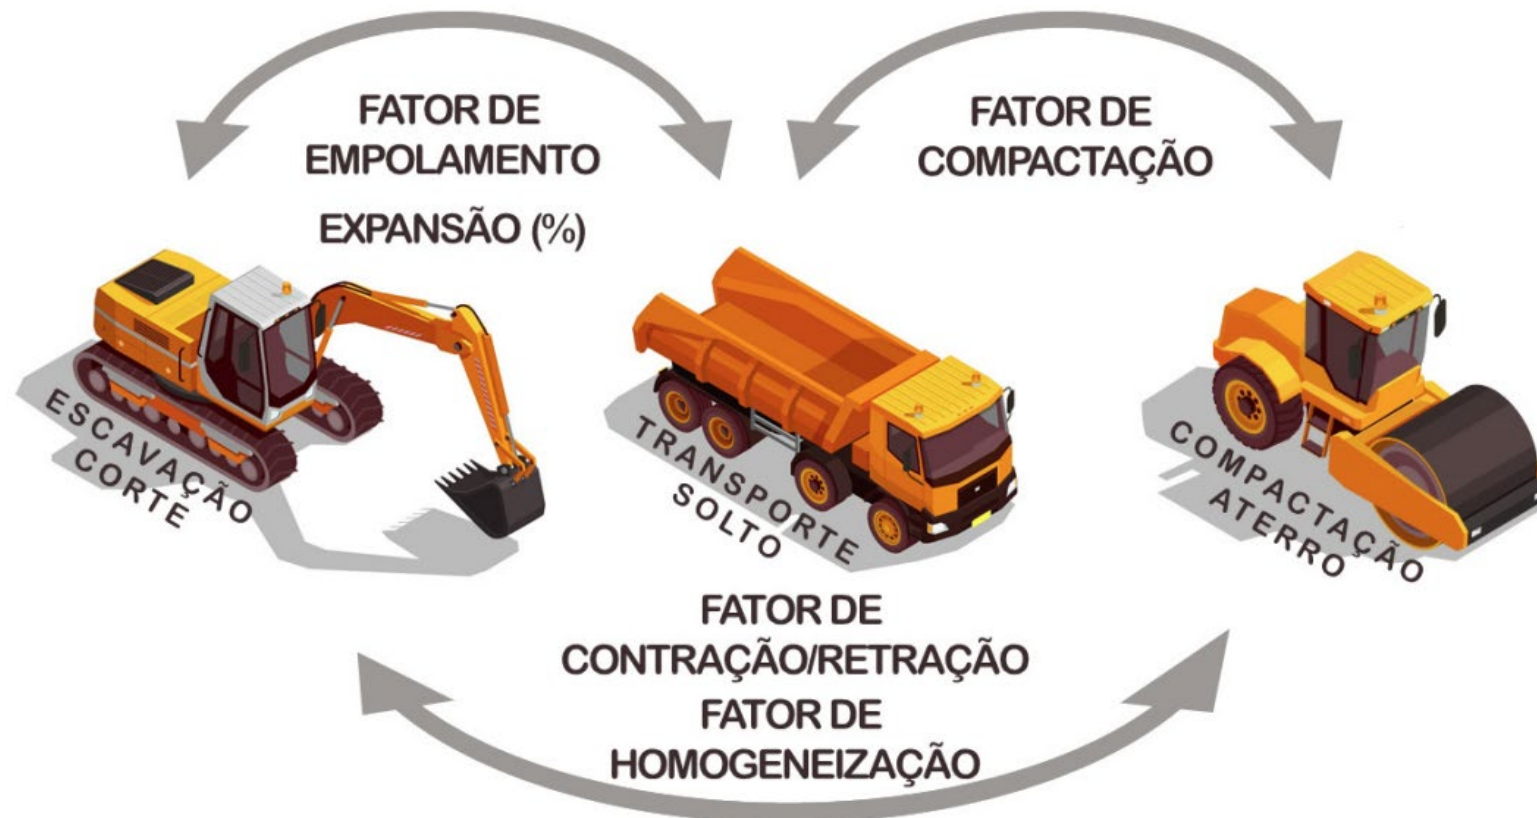 FATOR DE
EMPOLAMENTO
EXPANSÃO (%)
FATOR DE
COMPACTAÇÃO
ESCAVAÇÃO
CORTE
TRANSPORTE
SOLTO
COMPACTAÇÃO
ATERRO
FATOR DE
CONTRAÇÃO/RETRAÇÃO
FATOR DE
HOMOGENEIZAÇÃO